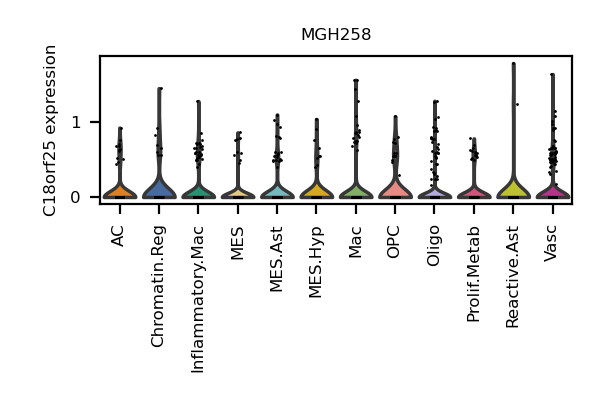 MGH258
C18orf25 expression
1
0
AC
Chromatin.Reg
Inflammatory.Mac
MES
MES.Ast
MES.Hyp
Mac
OPC
Oligo
Prolif.Metab
Reactive.Ast
Vasc